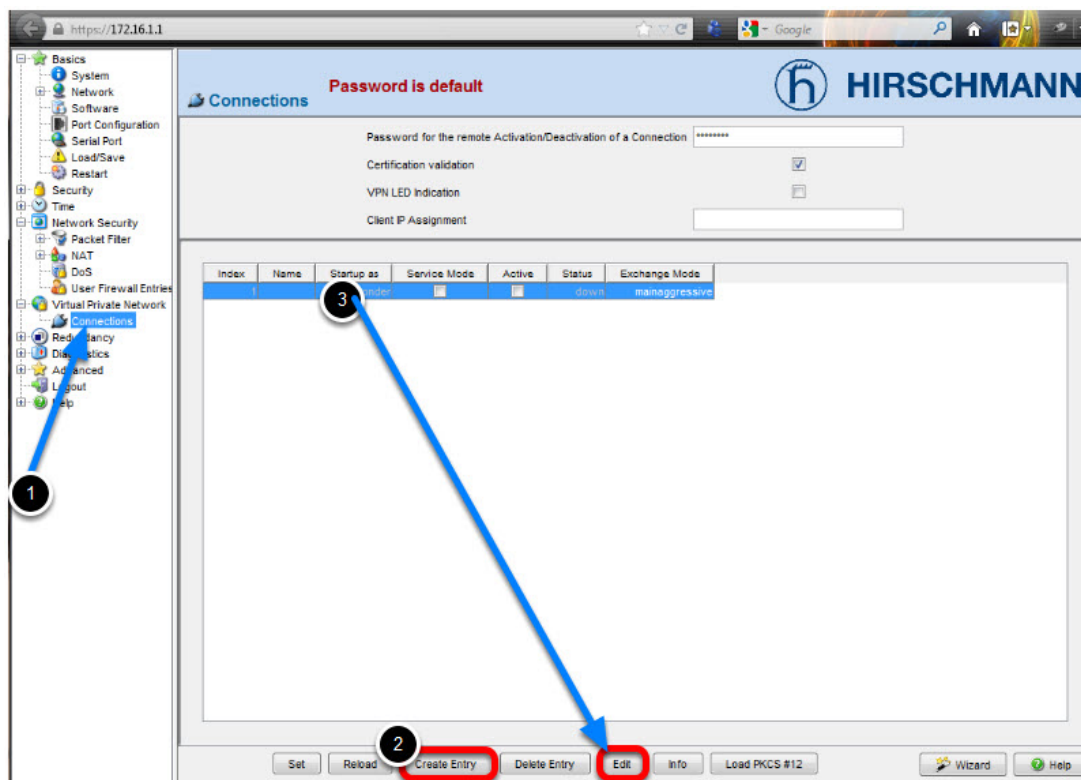 https://172.16.1.1
Google
Basics
System
Network
Software
Port Configuration
Serial Port
Load/Save
Restart
Security
Time
Network Security
Packet Filter
NAT
DoS
User Firewall Entries
Virtual Private Network
Connections
Advanced
Logout
Help
Connections
Password is default
HIRSCHMANN
Password for the remote Activation/Deactivation of a Connection ********
Certification validation
VPN LED Indication
Client IP Assignment
Index Name Startup as Service Mode Active Status Exchange Mode
1 down mainaggressive
3
1
2
Set Reload Create Entry Delete Entry Edit Info Load PKCS #12 Wizard Help